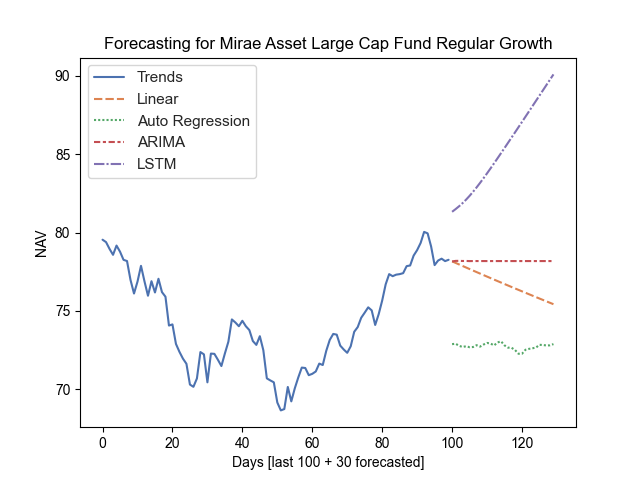 Forecasting for Mirae Asset Large Cap Fund Regular Growth
Trends
Linear
Auto Regression
ARIMA
LSTM
NAV
90
85
80
75
70
0 20 40 60 80 100 120
Days [last 100 + 30 forecasted]